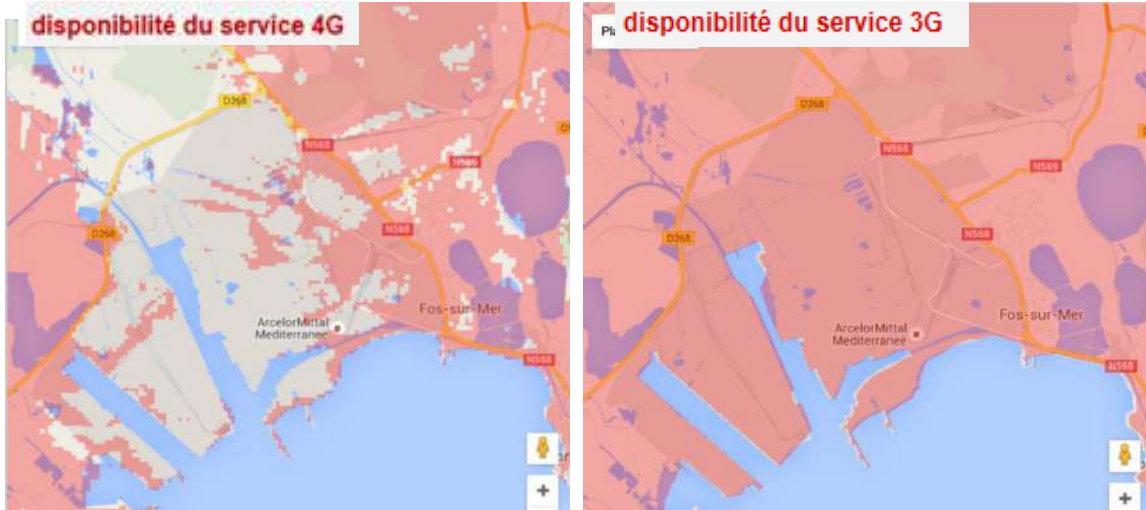 disponibilité du service 4G
D268
N568
N569
N568
D268
Fos-sur-Mer
ArcelorMittal
Mediterranee
N568
+
disponibilité du service 3G
D268
N568
N569
D268
N568
Fos-sur-Mer
ArcelorMittal
Mediterranee
N568
+